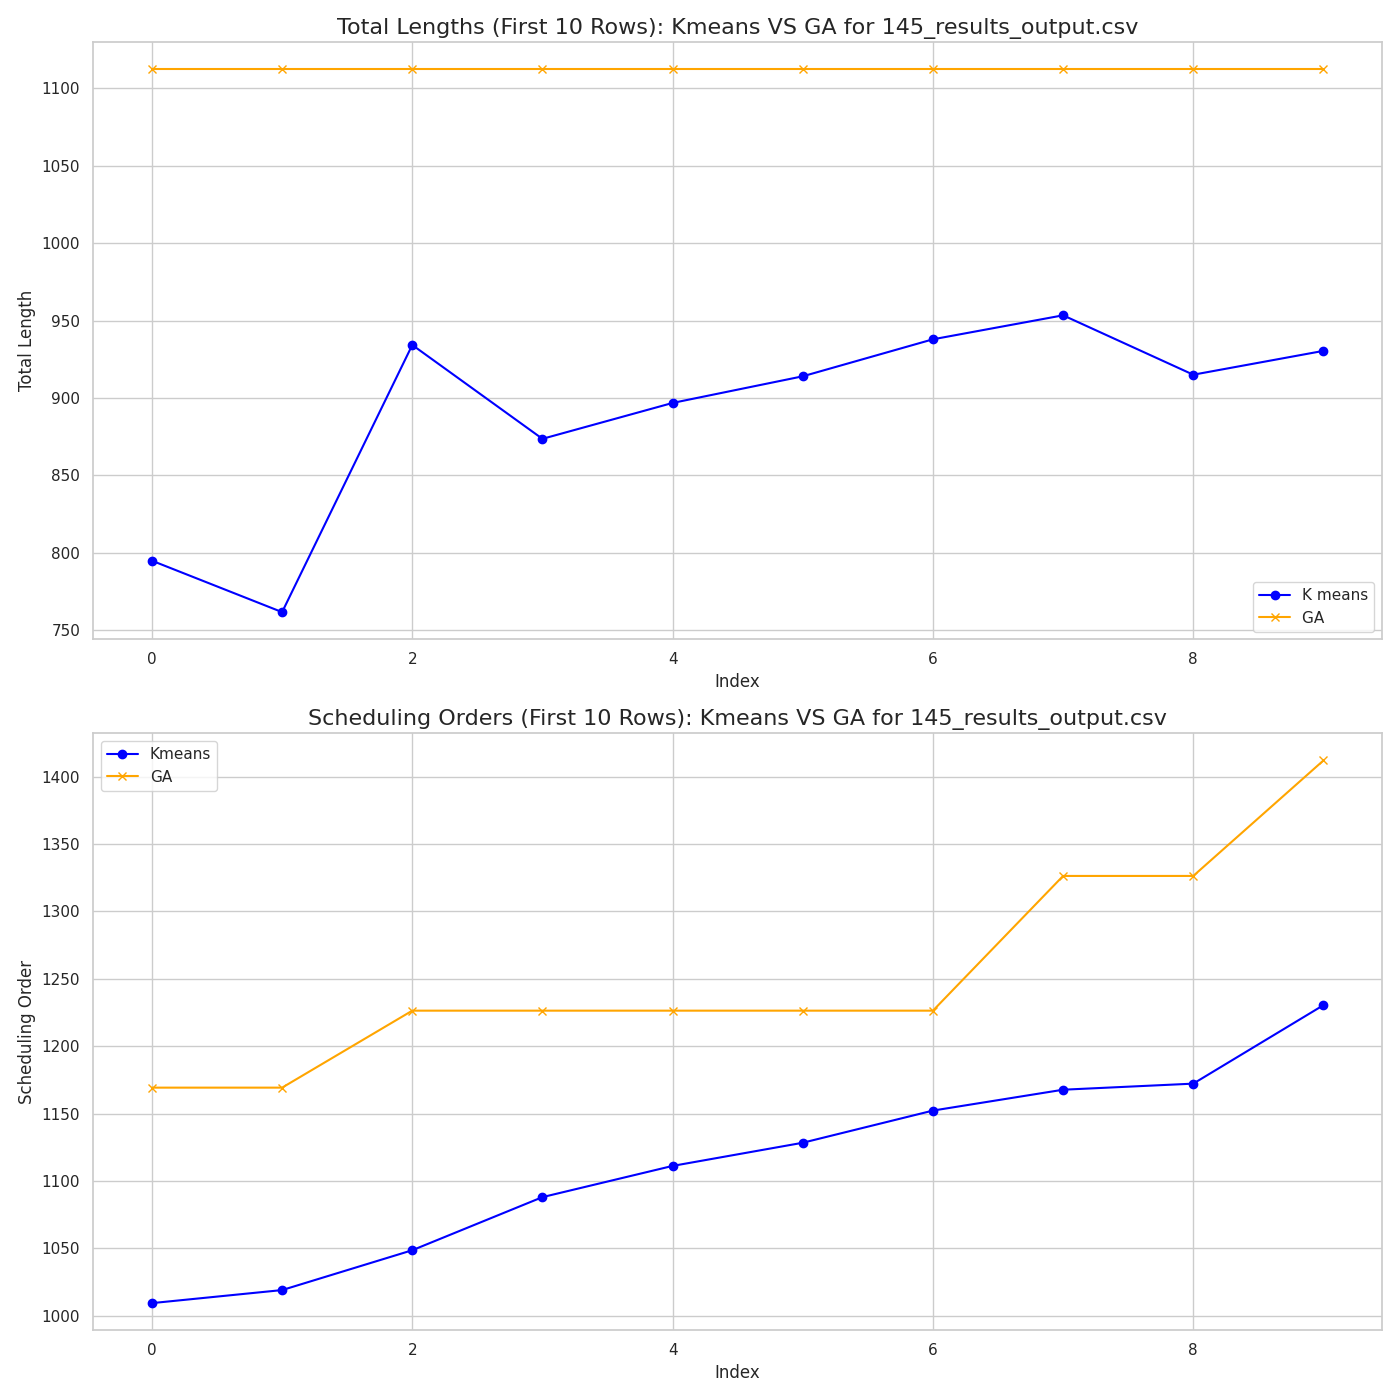 Total Lengths (First 10 Rows): Kmeans VS GA for 145_results_output.csv
1100
1050
1000
950
900
850
800
750
Total Length
K means
GA
0 2 4 6 8
Index
Scheduling Orders (First 10 Rows): Kmeans VS GA for 145_results_output.csv
Kmeans
GA
1400
1350
1300
1250
1200
1150
1100
1050
1000
Scheduling Order
0 2 4 6 8
Index